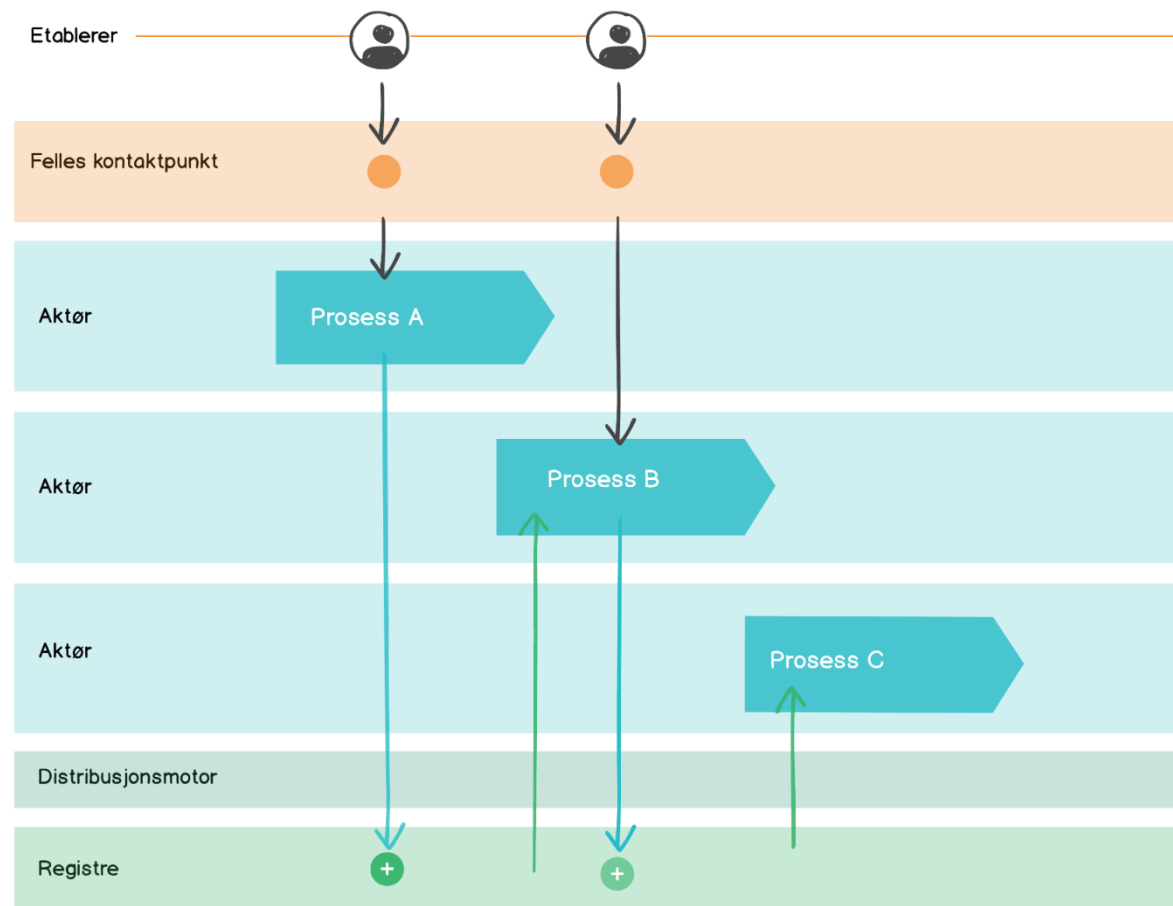 Etablerer
Felles kontaktpunkt
Aktør
Prosess A
Aktør
Prosess B
Aktør
Prosess C
Distribusjonsmotor
Registre
+
+